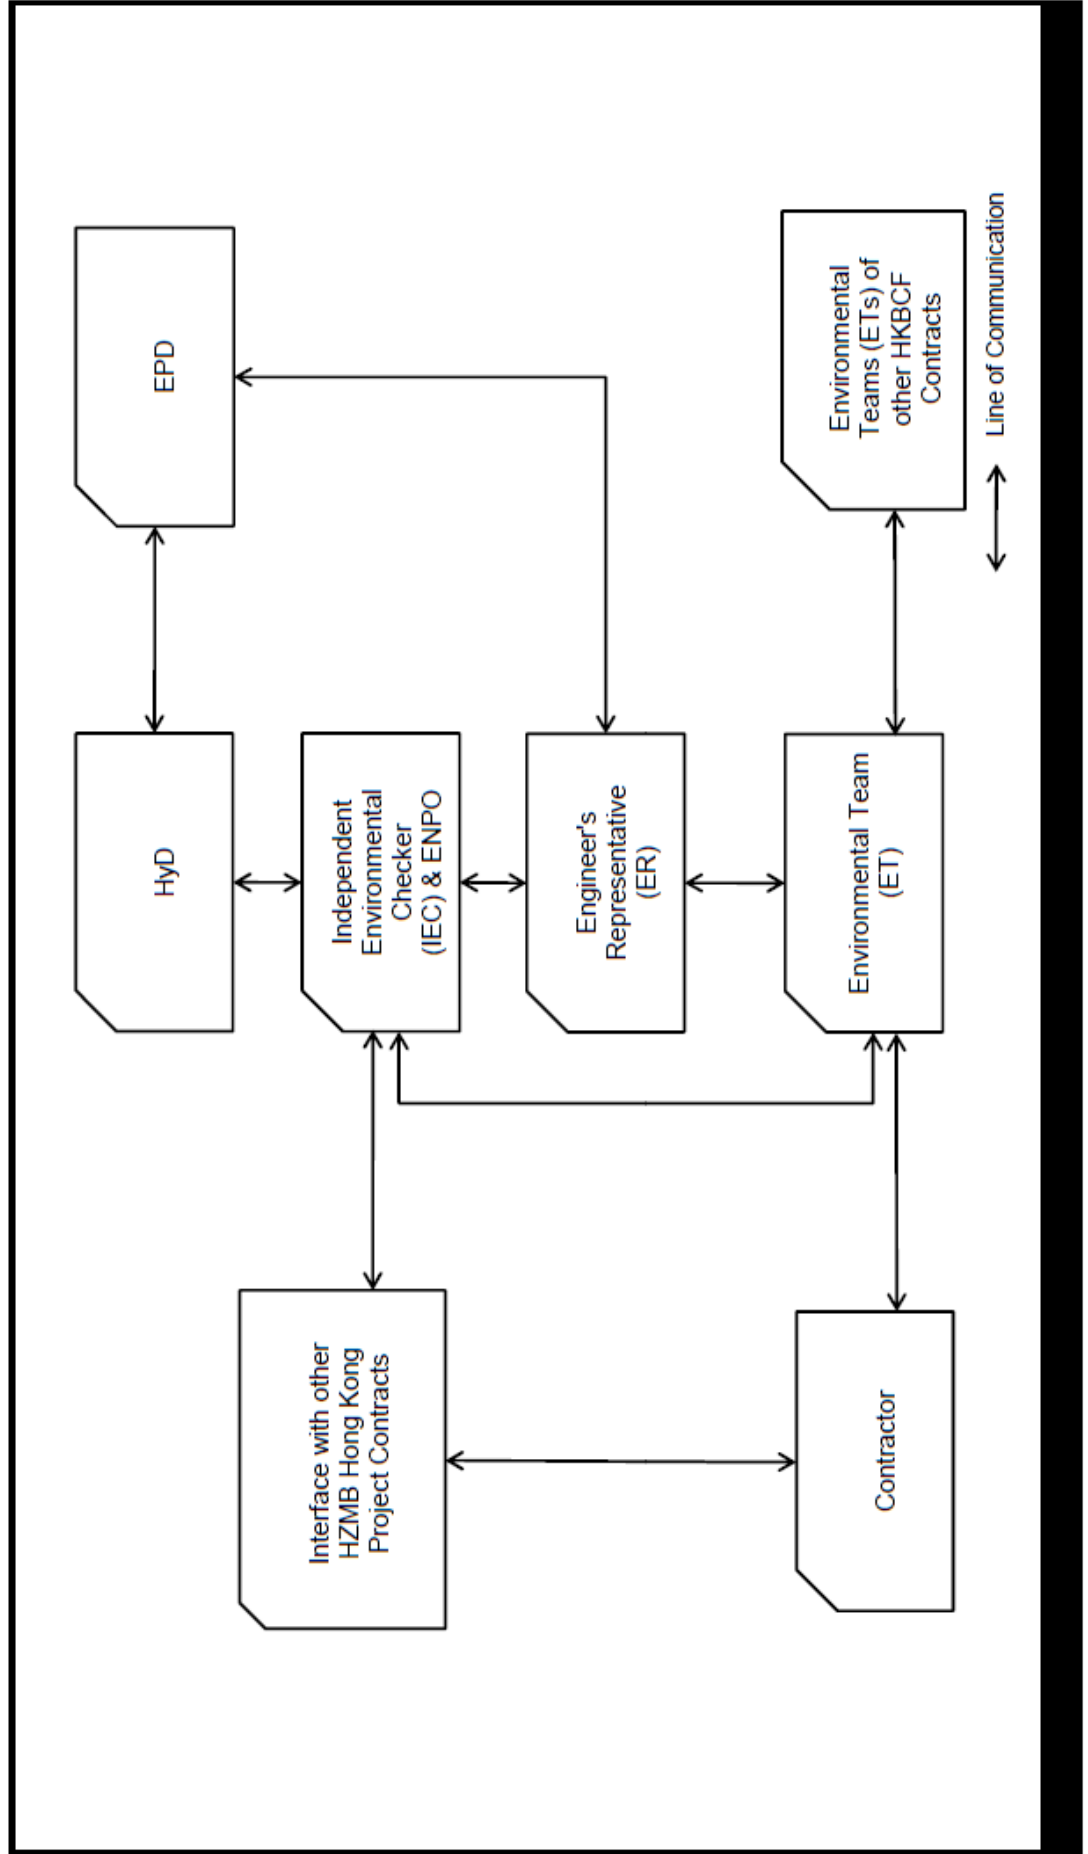 HyD
EPD
Interface with other
HZMB Hong Kong
Project Contracts
Independent
Environmental
Checker
(IEC) & ENPO
Engineer's
Representative
(ER)
Contractor
Environmental Team
(ET)
Environmental
Teams (ETs) of
other HKBCF
Contracts
Line of Communication